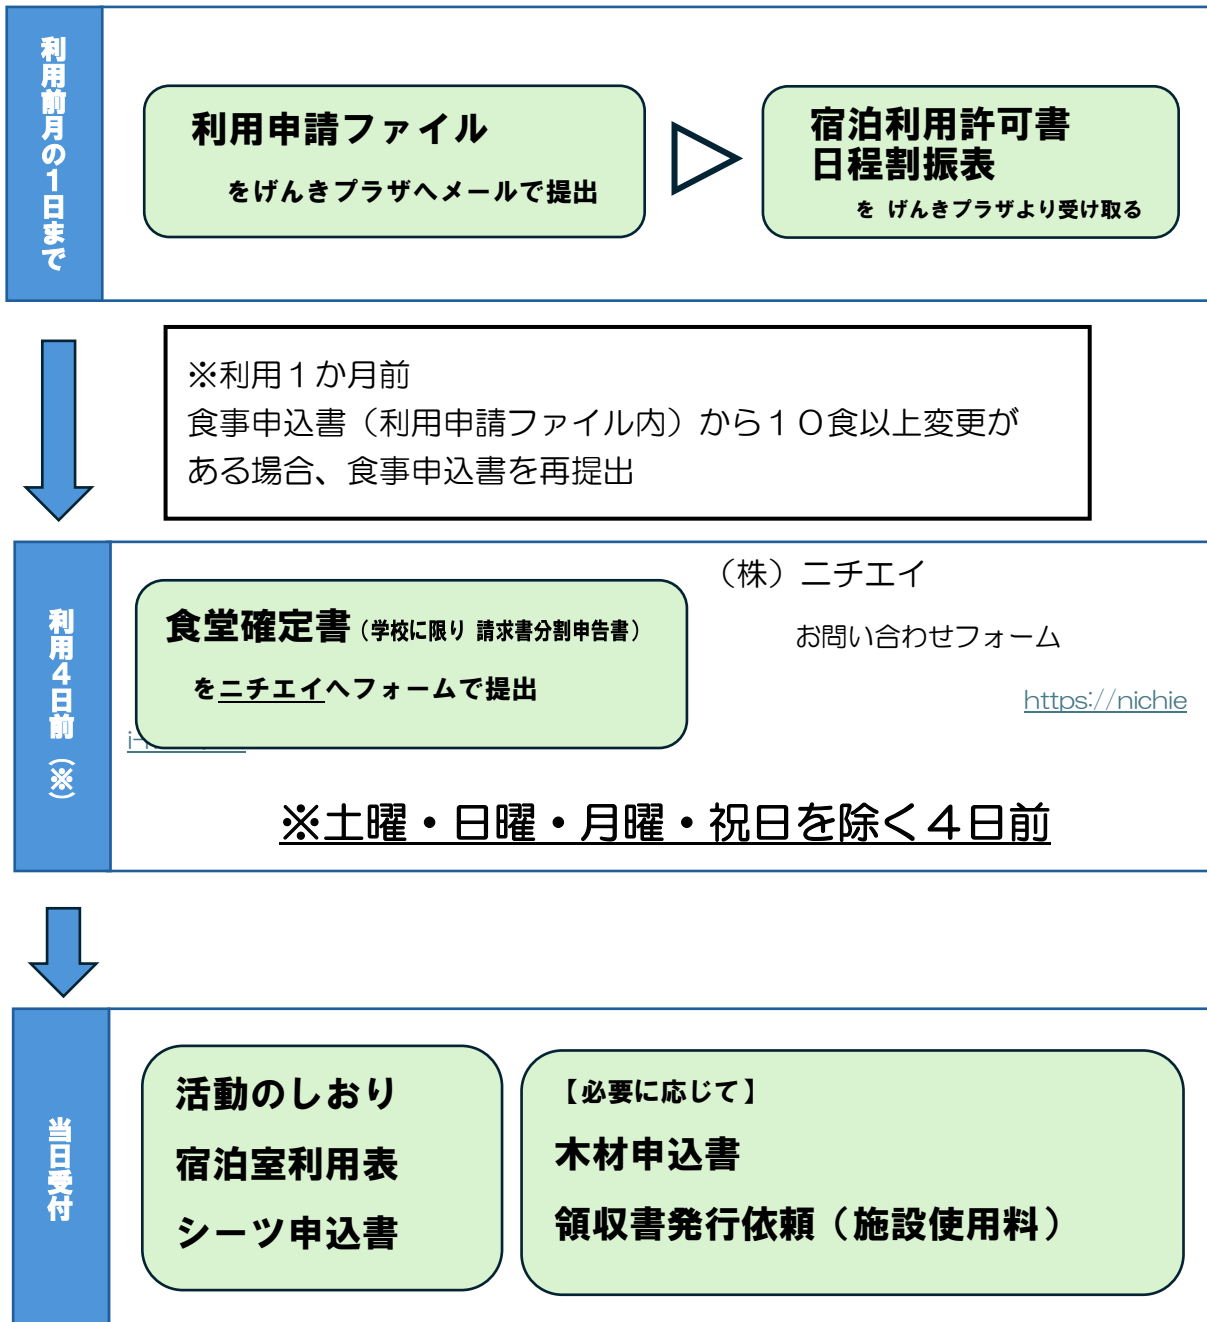 利用前月の1日まで
利用申請ファイル
をげんきプラザへメールで提出
宿泊利用許可書
日程割振表
を げんきプラザより受け取る
※利用1か月前
食事申込書（利用申請ファイル内）から１０食以上変更が
ある場合、食事申込書を再提出
利用4日前（※）
食堂確定書（学校に限り 請求書分割申告書）
をニチエイへフォームで提出
（株）ニチエイ
お問い合わせフォーム
https://nichie
※土曜・日曜・月曜・祝日を除く４日前
当日受付
活動のしおり
宿泊室利用表
シーツ申込書
【必要に応じて】
木材申込書
領収書発行依頼（施設使用料）